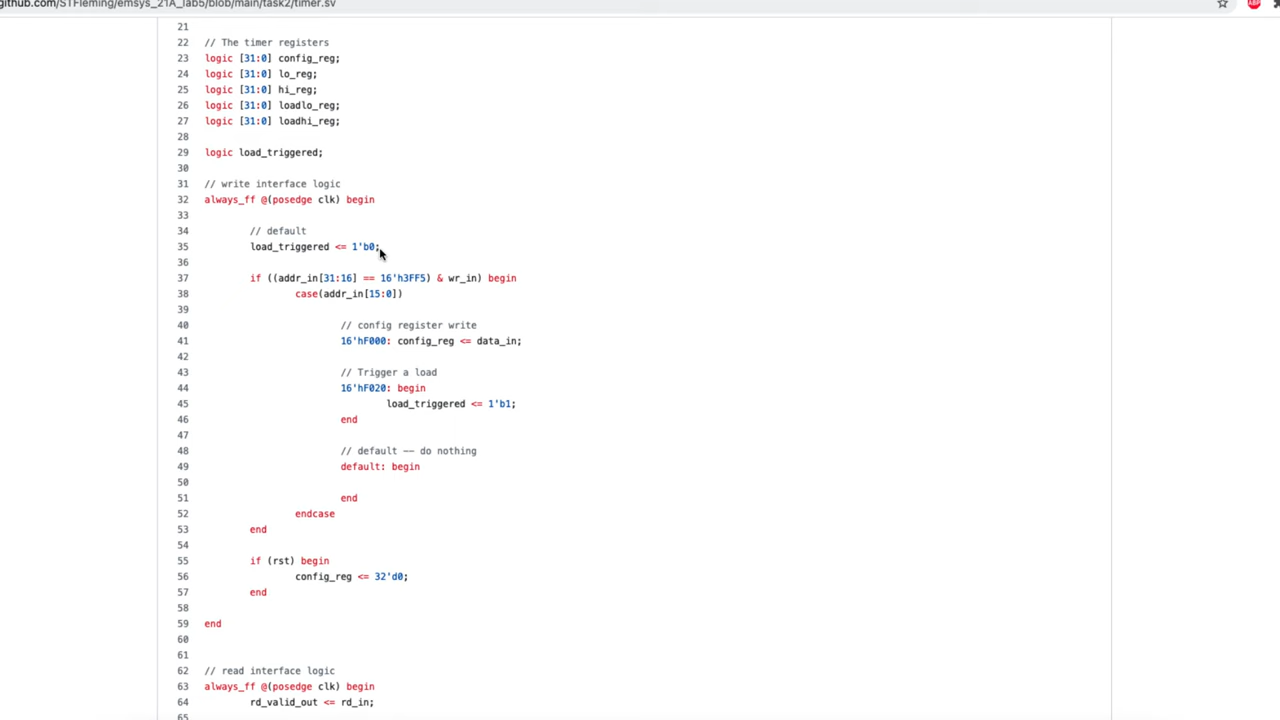 github.com/STFleming/emsys_21A_lab5/blob/main/task2/timer.sv
21
22 // The timer registers
23 logic [31:0] config_reg;
24 logic [31:0] lo_reg;
25 logic [31:0] hi_reg;
26 logic [31:0] loadlo_reg;
27 logic [31:0] loadhi_reg;
28
29 logic load_triggered;
30
31 // write interface logic
32 always_ff @(posedge clk) begin
33
34 // default
35 load_triggered <= 1'b0;
36
37 if ((addr_in[31:16] == 16'h3FF5) & wr_in) begin
38 case(addr_in[15:0])
39
40 // config register write
41 16'hF000: config_reg <= data_in;
42
43 // Trigger a load
44 16'hF020: begin
45 load_triggered <= 1'b1;
46 end
47
48 // default -- do nothing
49 default: begin
50
51 end
52 endcase
53 end
54
55 if (rst) begin
56 config_reg <= 32'd0;
57 end
58
59 end
60
61
62 // read interface logic
63 always_ff @(posedge clk) begin
64 rd_valid_out <= rd_in;
65